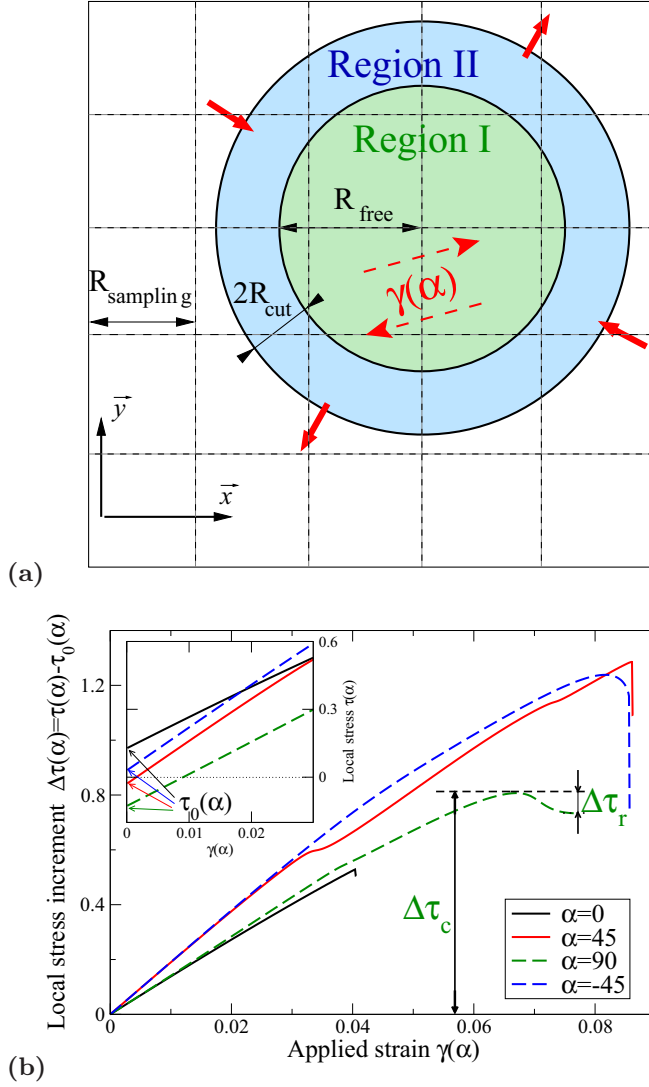 Region II
Region I
R free
R samplin g
2R cut
γ(α)
y
x
(a)
Local stress increment Δτ(α)=τ(α)-τ0(α)
1.2
0.8
0.4
0
0 0.02 0.04 0.06 0.08
Applied strain γ(α)
0.6
0.3
0
Local stress τ(α)
τ0(α)
0 0.01 0.02
γ(α)
Δτr
Δτc
α=0
α=45
α=90
α=-45
(b)